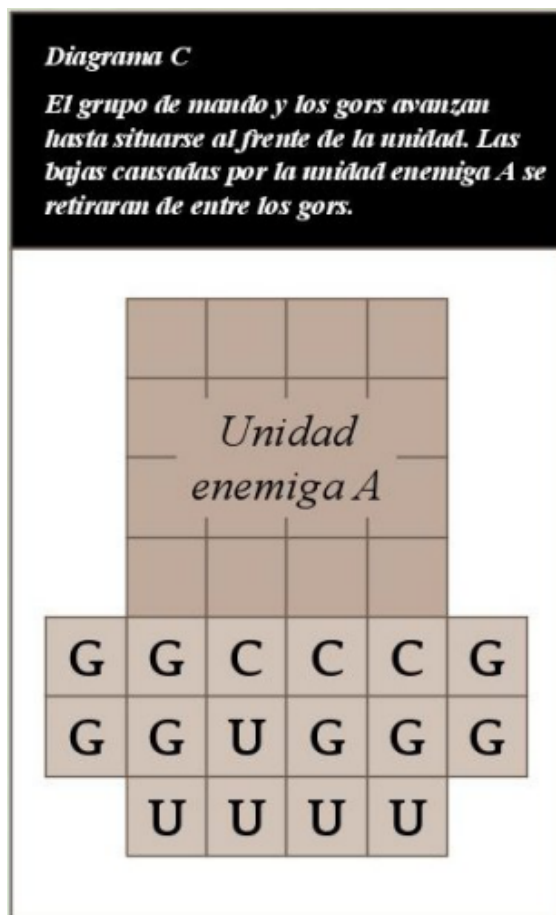 Diagrama C
El grupo de mando y los gors avanzan
hasta situarse al frente de la unidad. Las
bajas causadas por la unidad enemiga A se
retiraran de entre los gors.
Unidad
enemiga A
G G C C C G
G G U G G G
U U U U